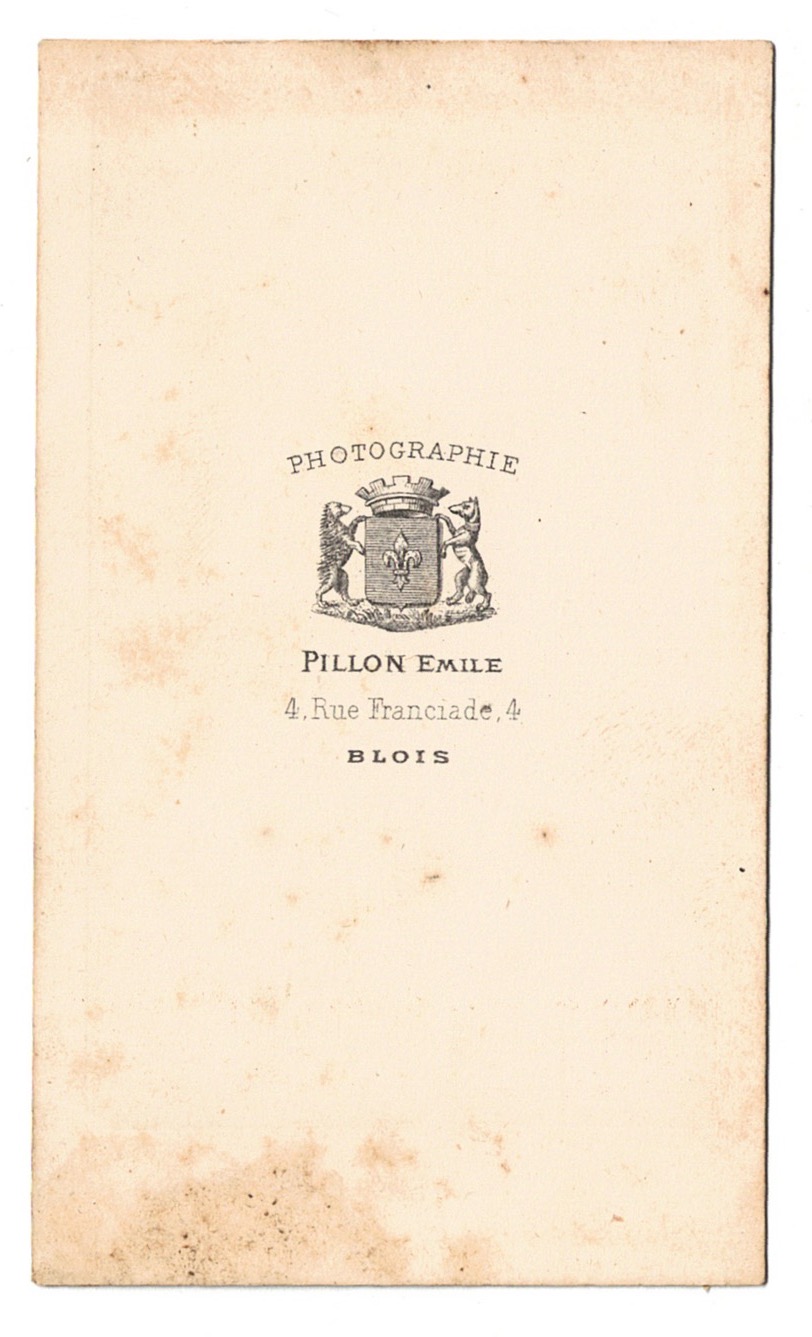 PHOTOGRAPHIE
PILLON EMILE
4, Rue Franciade, 4
BLOIS